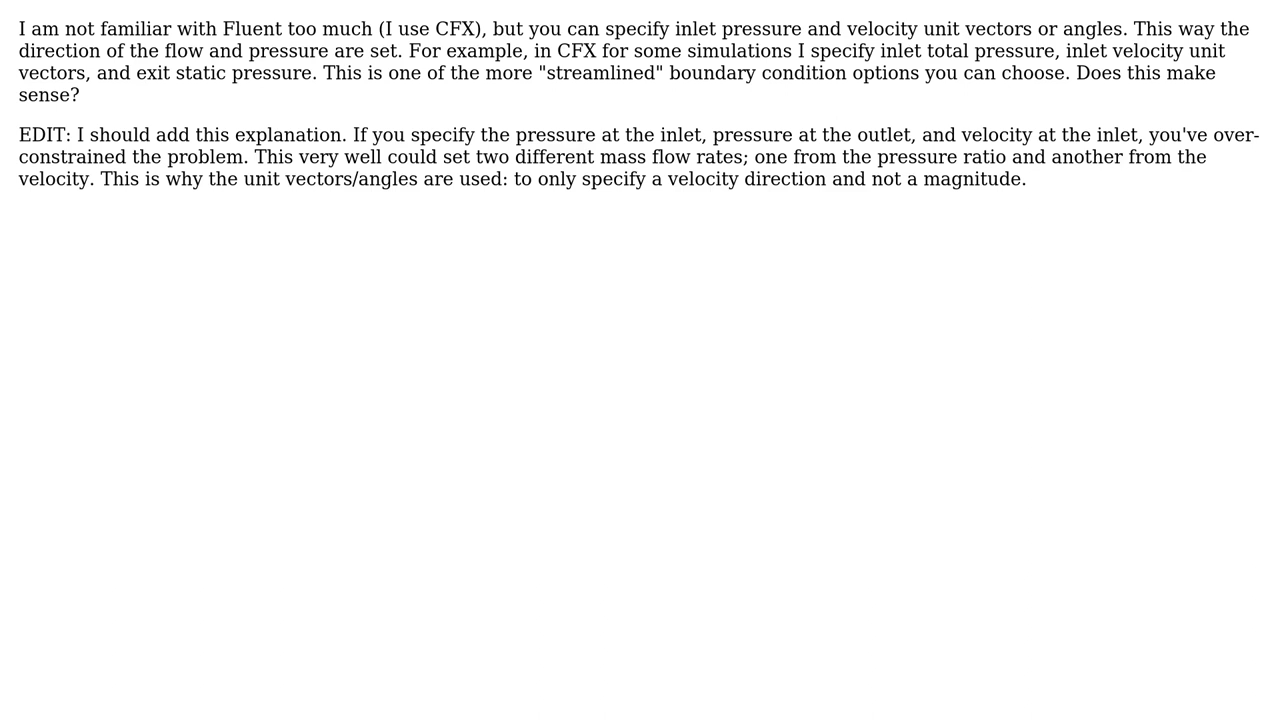 I am not familiar with Fluent too much (I use CFX), but you can specify inlet pressure and velocity unit vectors or angles. This way the
direction of the flow and pressure are set. For example, in CFX for some simulations I specify inlet total pressure, inlet velocity unit
vectors, and exit static pressure. This is one of the more "streamlined" boundary condition options you can choose. Does this make
sense?
EDIT: I should add this explanation. If you specify the pressure at the inlet, pressure at the outlet, and velocity at the inlet, you've over-
constrained the problem. This very well could set two different mass flow rates; one from the pressure ratio and another from the
velocity. This is why the unit vectors/angles are used: to only specify a velocity direction and not a magnitude.